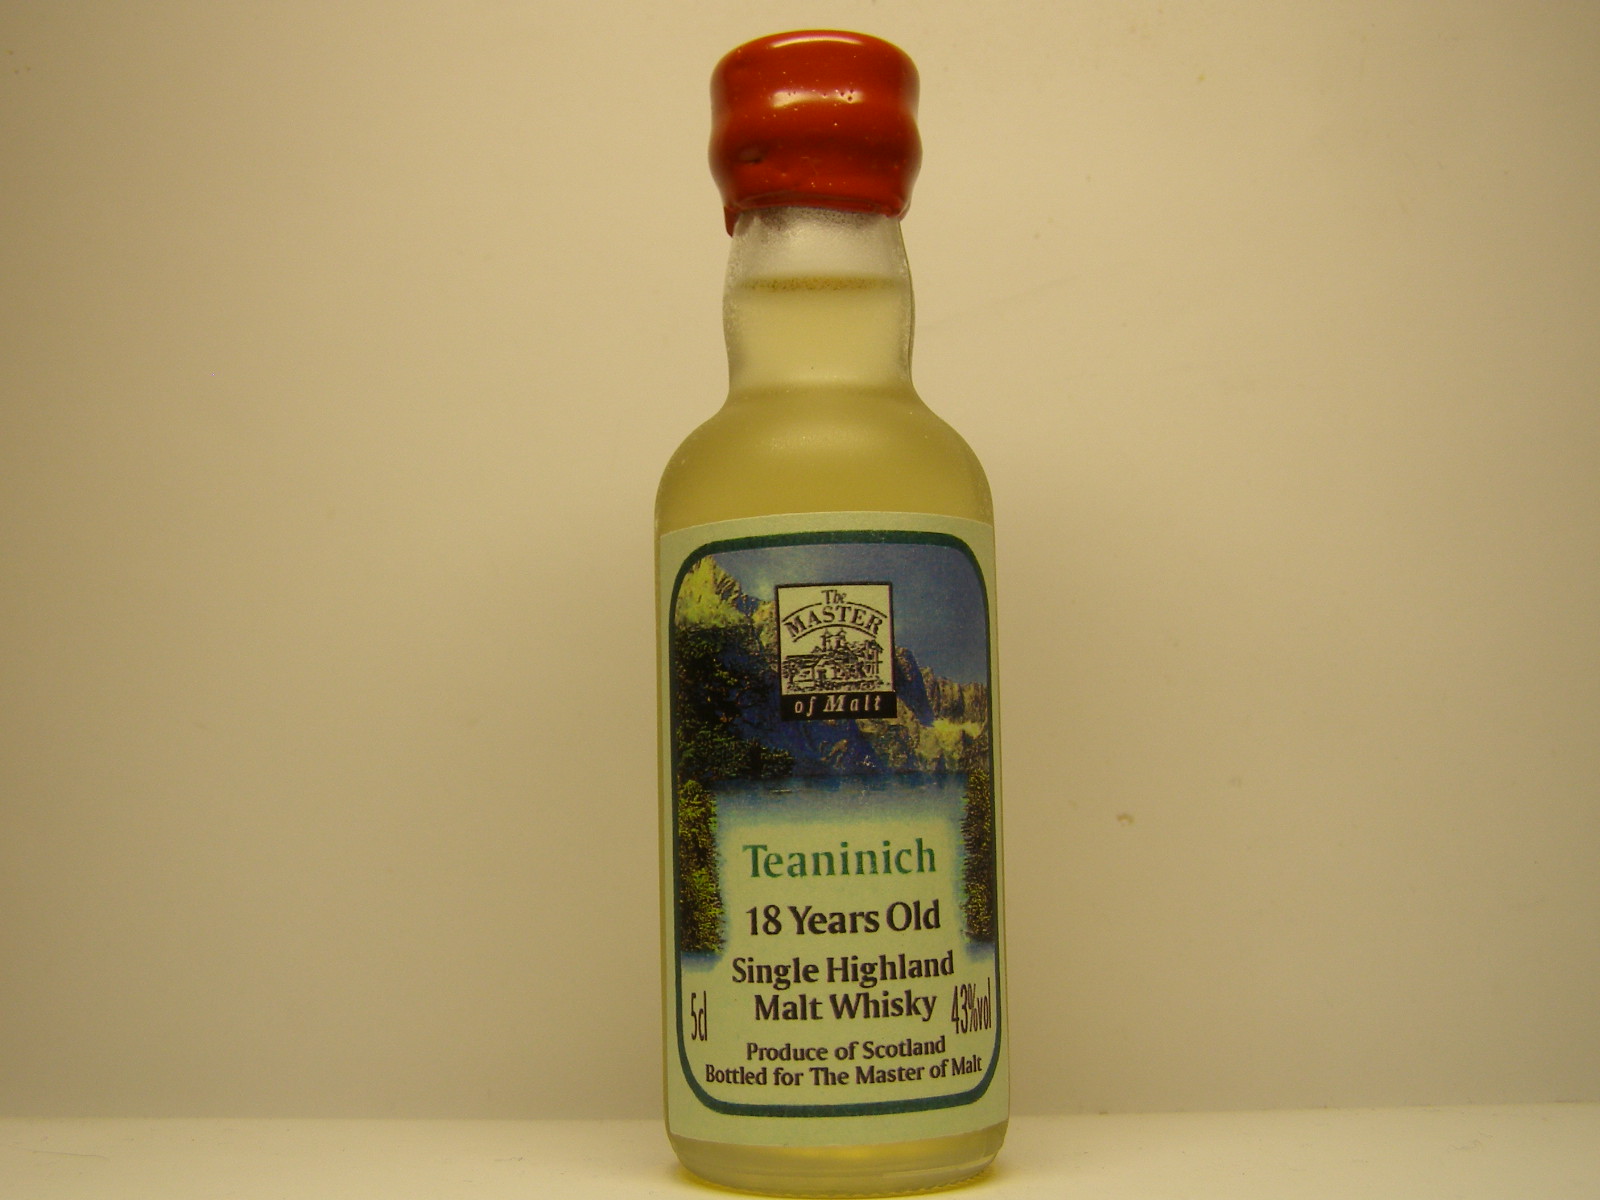 The
MASTER
of Malt
Teaninich
18 Years Old
Single Highland
Malt Whisky
5cl
43%vol
Produce of Scotland
Bottled for The Master of Malt